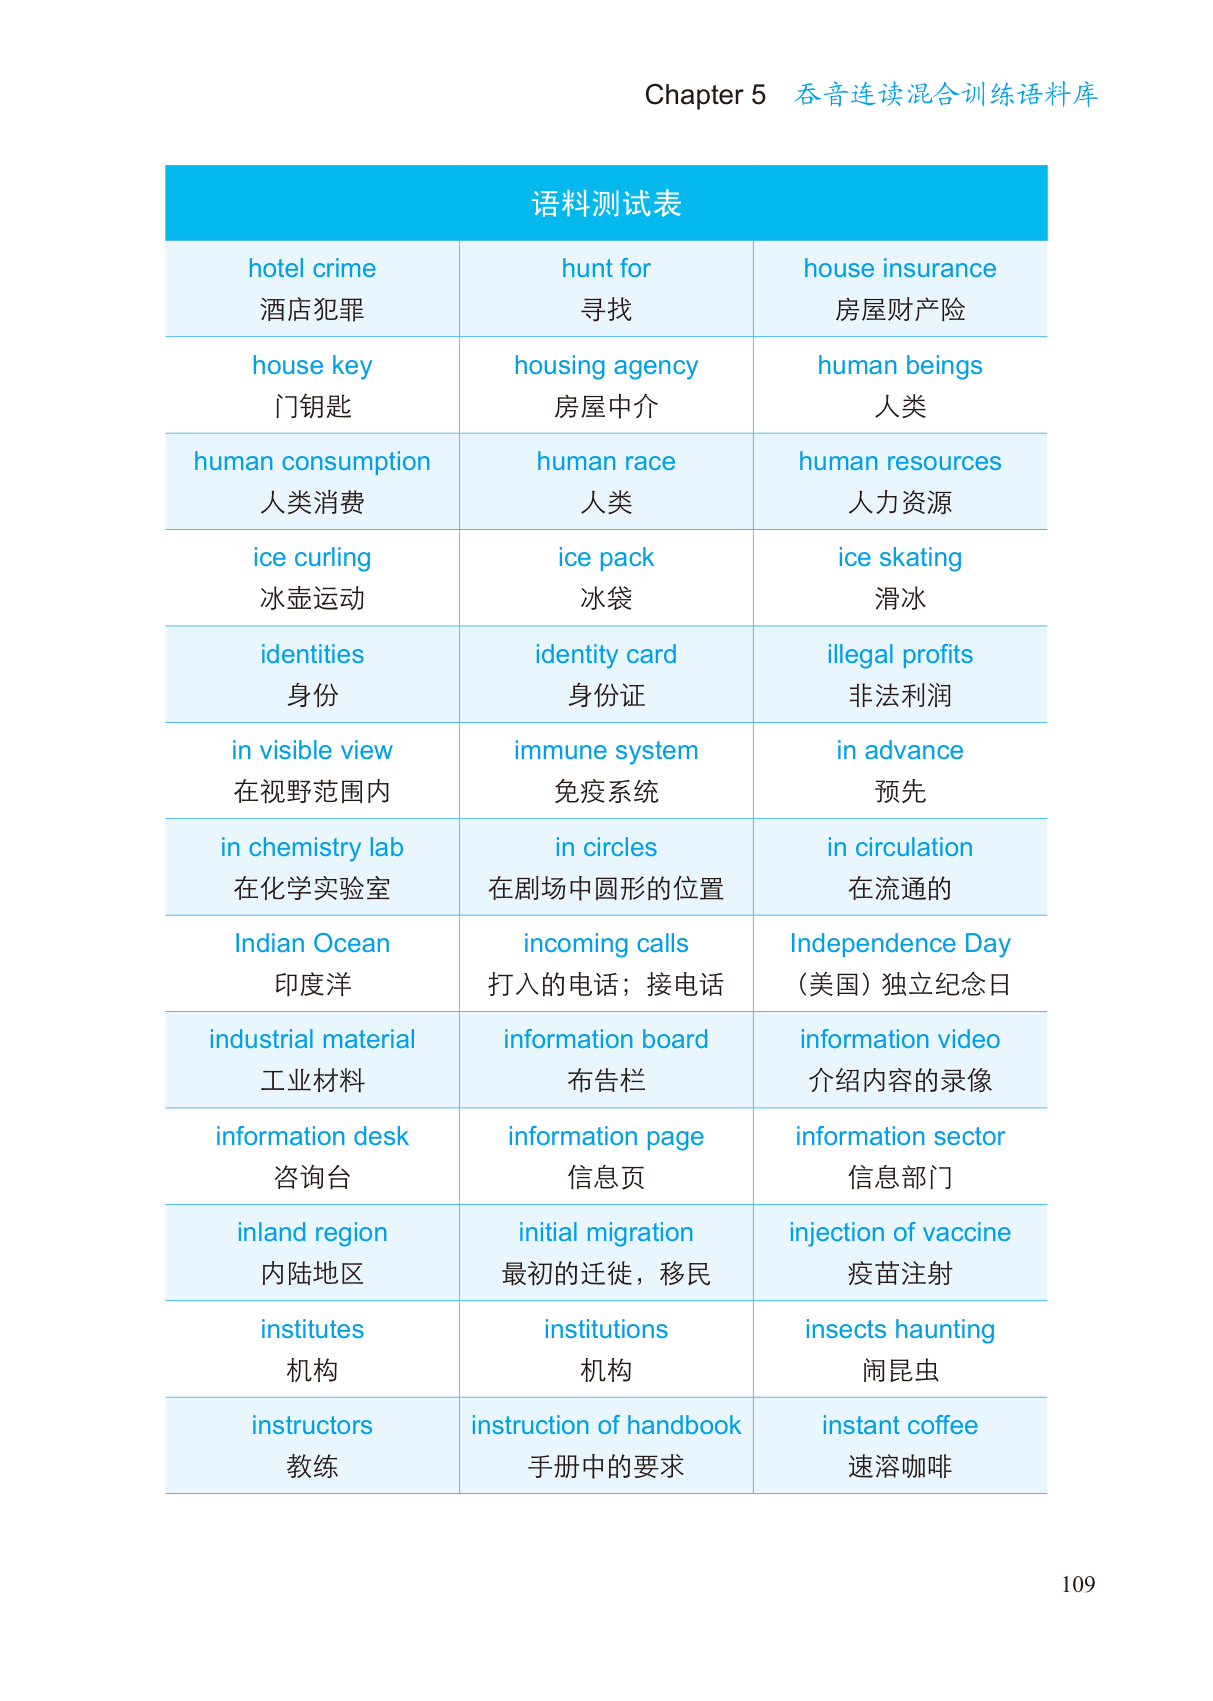 Chapter 5 吞音连读混合训练语料库
语料测试表
hotel crime hunt for house insurance
酒店犯罪 寻找 房屋财产险
house key housing agency human beings
门钥匙 房屋中介 人类
human consumption human race human resources
人类消费 人类 人力资源
ice curling ice pack ice skating
冰壶运动 冰袋 滑冰
identities identity card illegal profits
身份 身份证 非法利润
in visible view immune system in advance
在视野范围内 免疫系统 预先
in chemistry lab in circles in circulation
在化学实验室 在剧场中圆形的位置 在流通的
Indian Ocean incoming calls Independence Day
印度洋 打入的电话；接电话 （美国）独立纪念日
industrial material information board information video
工业材料 布告栏 介绍内容的录像
information desk information page information sector
咨询台 信息页 信息部门
inland region initial migration injection of vaccine
内陆地区 最初的迁徙，移民 疫苗注射
institutes institutions insects haunting
机构 机构 闹昆虫
instructors instruction of handbook instant coffee
教练 手册中的要求 速溶咖啡
109